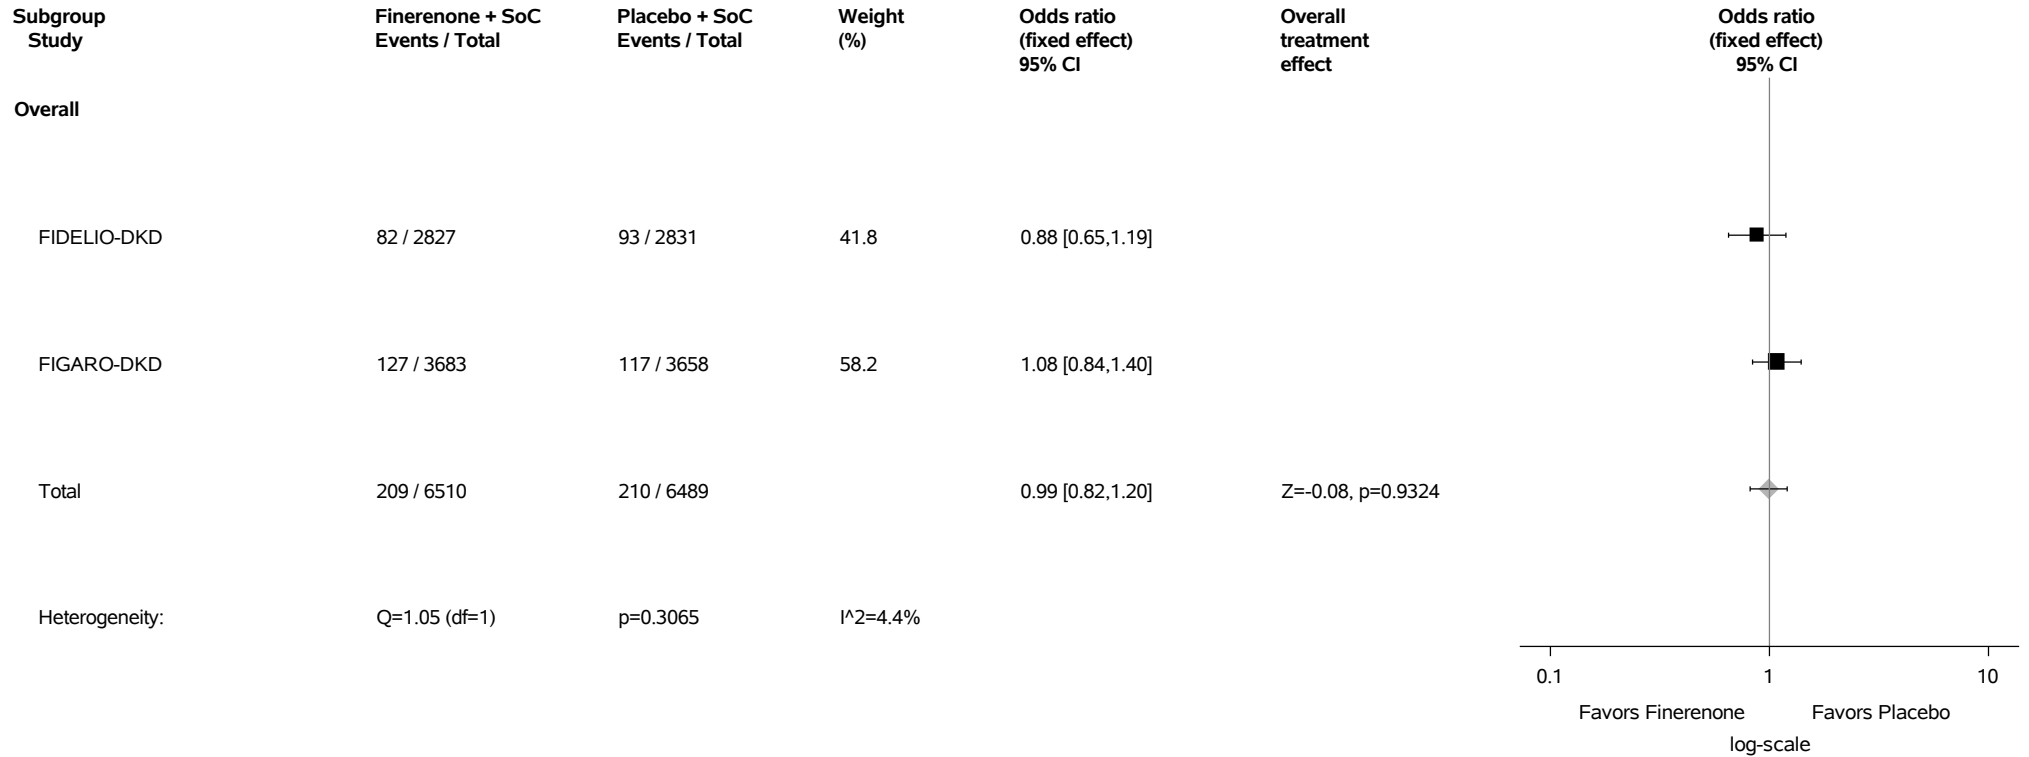 Subgroup Finerenone + SoC Placebo + SoC Weight Odds ratio Overall Odds ratio
Study Events / Total Events / Total (%) (fixed effect) treatment (fixed effect)
95% CI effect 95% CI
Overall
FIDELIO-DKD 82 / 2827 93 / 2831 41.8 0.88 [0.65,1.19]
FIGARO-DKD 127 / 3683 117 / 3658 58.2 1.08 [0.84,1.40]
Total 209 / 6510 210 / 6489 0.99 [0.82,1.20] Z=-0.08, p=0.9324
Heterogeneity: Q=1.05 (df=1) p=0.3065 I^2=4.4%
0.1 1 10
Favors Finerenone Favors Placebo
log-scale